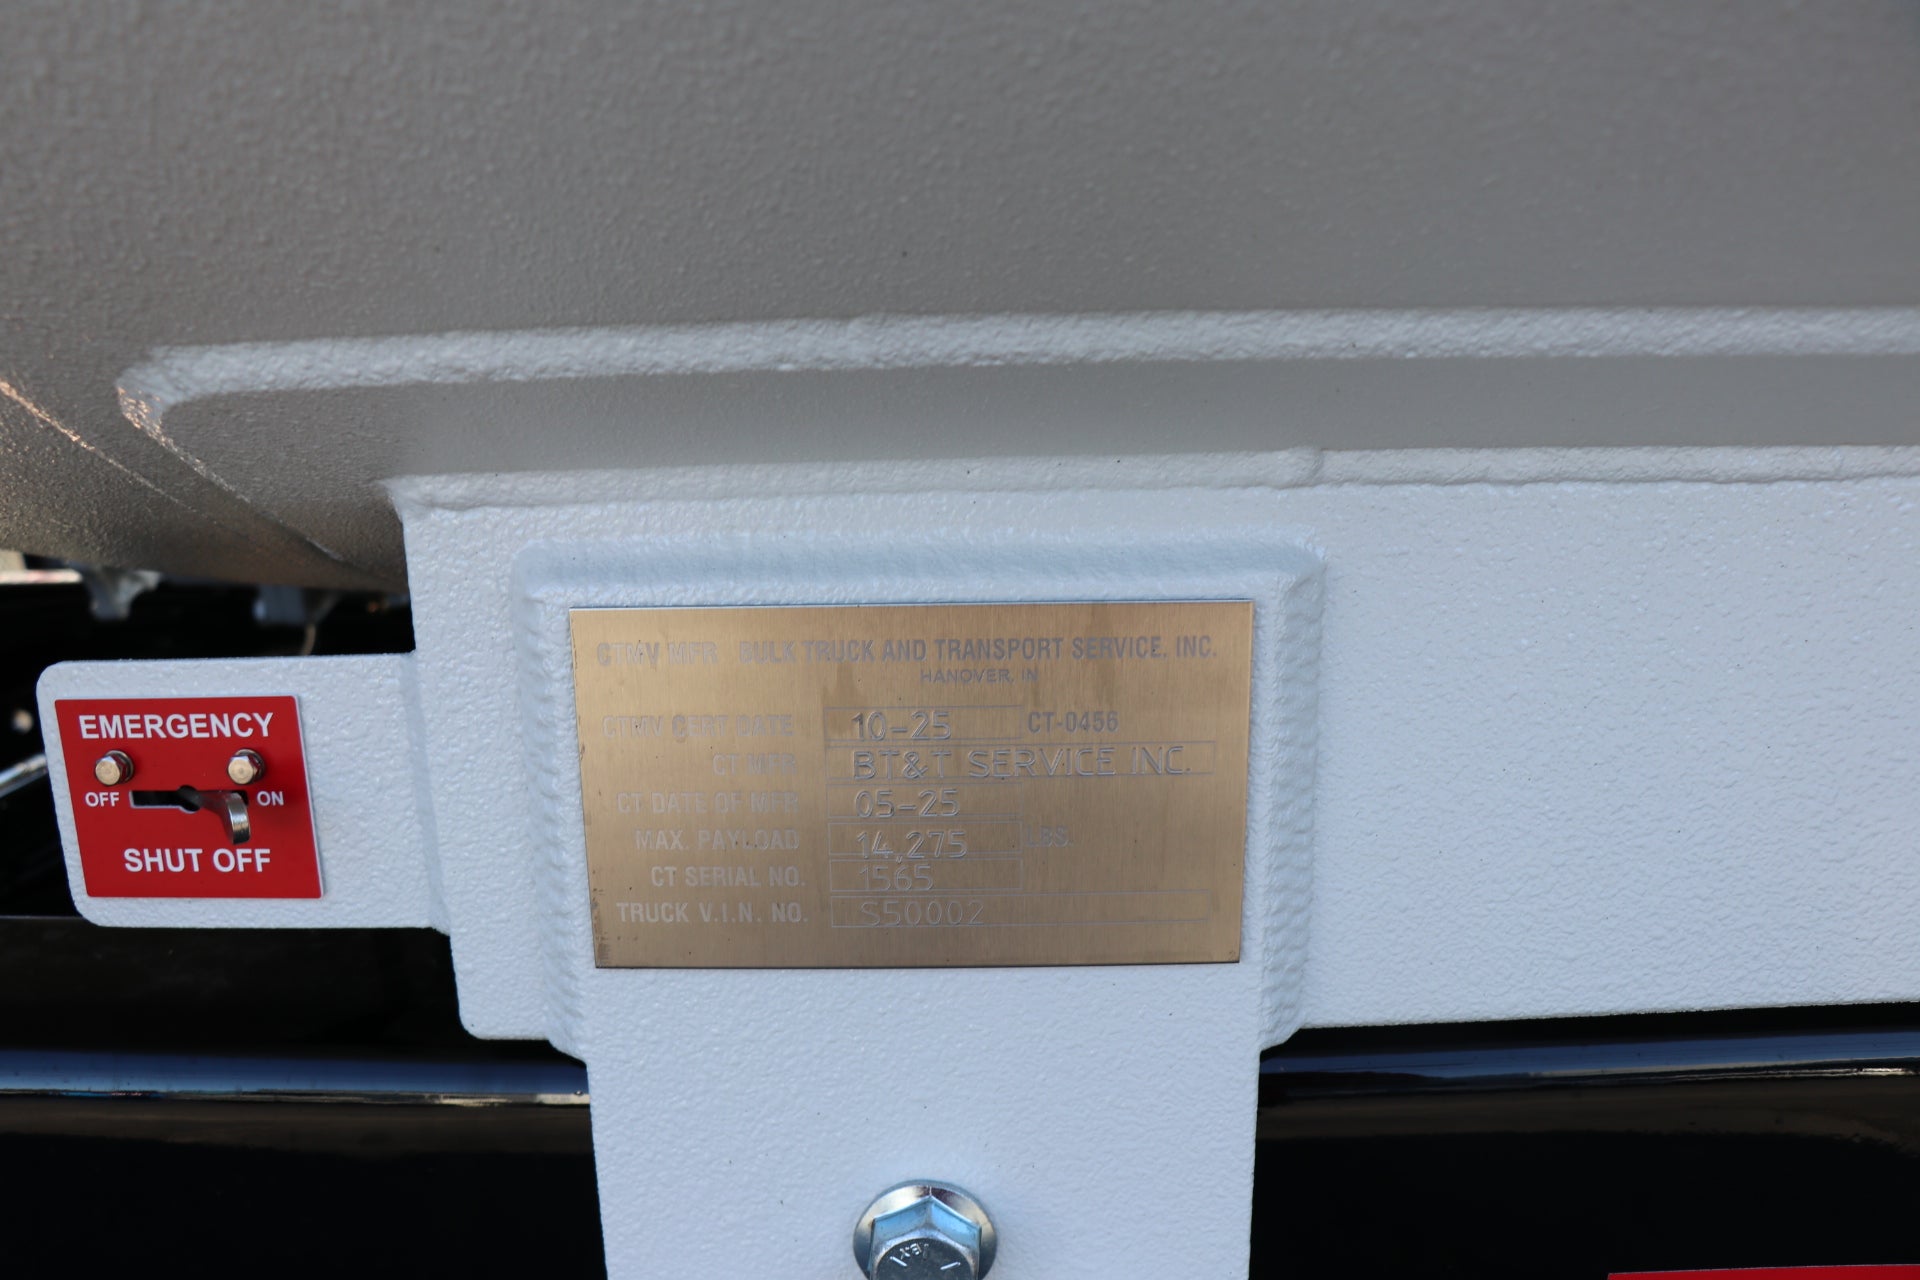 CTMV MFR BULK TRUCK AND TRANSPORT SERVICE, INC.
HANOVER, IN
CTMV CERT DATE 10-25 CT-0456
CT MFR BT&T SERVICE INC.
CT DATE OF MFR 05-25
MAX. PAYLOAD 14,275 LBS.
CT SERIAL NO. 1565
TRUCK V.I.N. NO. S50002
EMERGENCY
OFF ON
SHUT OFF